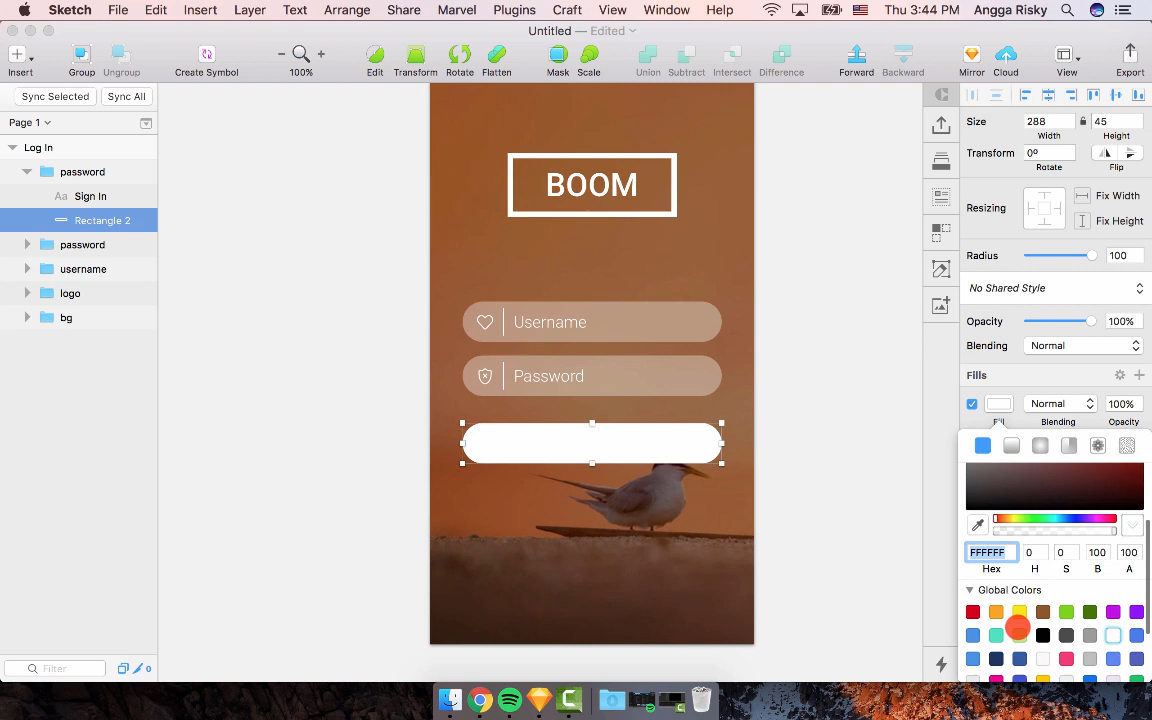 Sketch File Edit Insert Layer Text Arrange Share Marvel Plugins Craft View Window Help Thu 3:44 PM Angga Risky
Untitled — Edited
Insert Group Ungroup Create Symbol 100% Edit Transform Rotate Flatten Mask Scale Union Subtract Intersect Difference Forward Backward Mirror Cloud View Export
Sync Selected Sync All
Page 1
Log In
password
Aa Sign In
Rectangle 2
password
username
logo
bg
Filter 0
BOOM
Username
Password
Size 288 45
Width Height
Transform 0º
Rotate Flip
Resizing Fix Width
Fix Height
Radius 100
No Shared Style
Opacity 100%
Blending Normal
Fills
Normal 100%
Fill Blending Opacity
FFFFFF 0 0 100 100
Hex H S B A
Global Colors